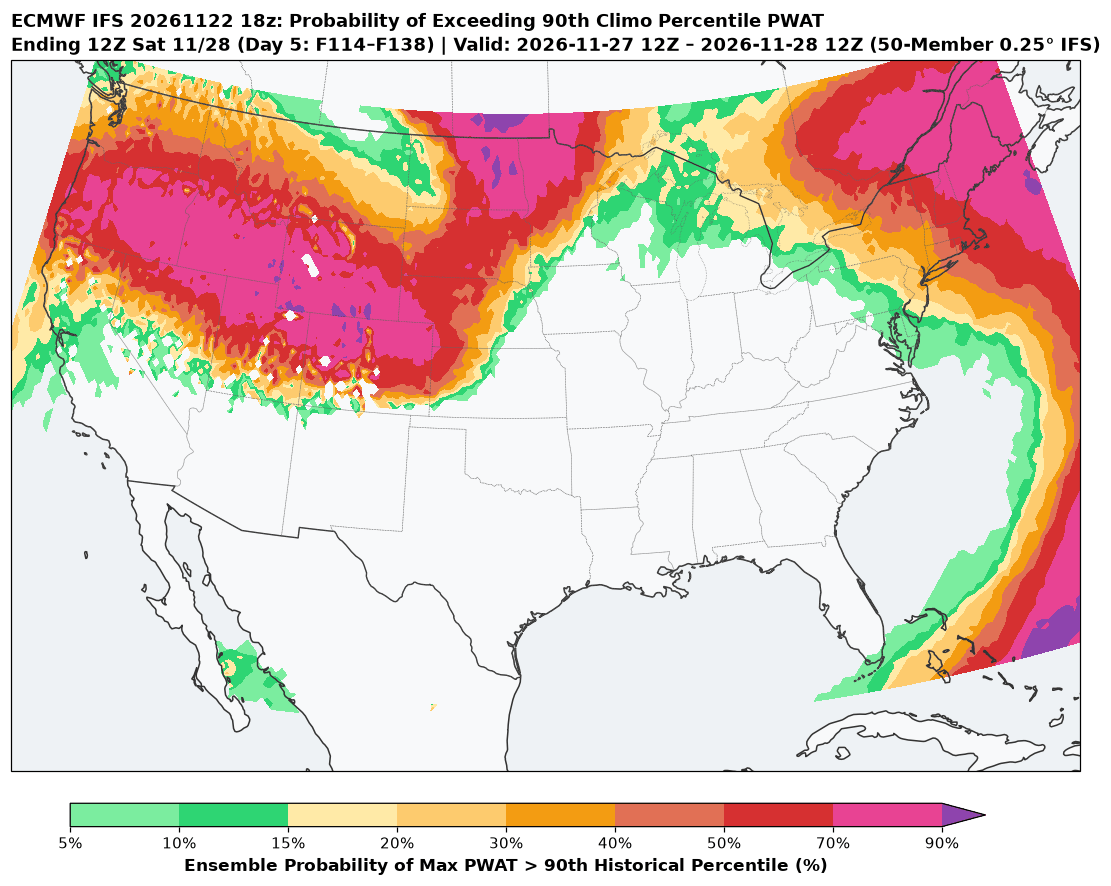 ECMWF IFS 20261122 18z: Probability of Exceeding 90th Climo Percentile PWAT
Ending 12Z Sat 11/28 (Day 5: F114–F138) | Valid: 2026-11-27 12Z – 2026-11-28 12Z (50-Member 0.25° IFS)
5% 10% 15% 20% 30% 40% 50% 70% 90%
Ensemble Probability of Max PWAT > 90th Historical Percentile (%)